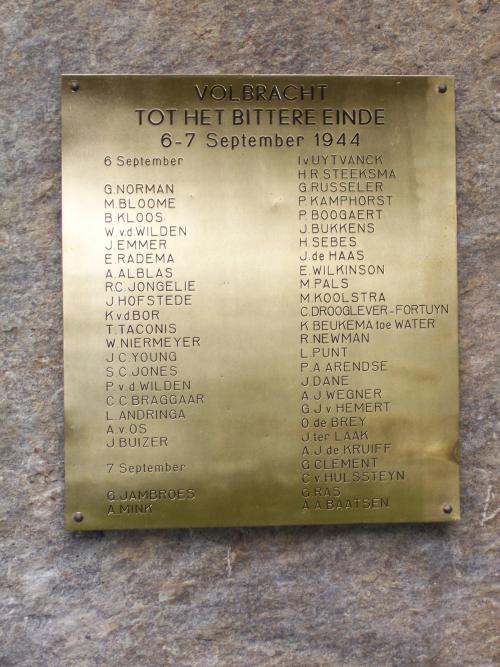 VOLBRACHT
TOT HET BITTERE EINDE
6-7 September 1944
6 September
G.NORMAN
M.BLOOME
B.KLOOS
W.v.d.WILDEN
J.EMMER
E.RADEMA
A.ALBLAS
R.C.JONGELIE
J.HOFSTEDE
K.v.d.BOR
T.TACONIS
W.NIERMEYER
J.C.YOUNG
S.C.JONES
P.v.d.WILDEN
C.C.BRAGGAAR
L.ANDRINGA
A.v.OS
J.BUIZER
7 September
G.JAMBROES
A.MINK
I.v.UYTVANCK
H.R.STEEKSMA
G.RUSSELER
P.KAMPHORST
P.BOOGAERT
J.BUKKENS
H.SEBES
J.de HAAS
E.WILKINSON
M.PALS
M.KOOLSTRA
C.DROOGLEVER-FORTUYN
K.BEUKEMA toe WATER
R.NEWMAN
L.PUNT
P.A.ARENDSE
J.DANE
A.J.WEGNER
G.J.v.HEMERT
O.de BREY
J.ter LAAK
A.J.de KRUIFF
G.CLEMENT
C.v.HULSSTEYN
G.RAS
A.A.BAATSEN